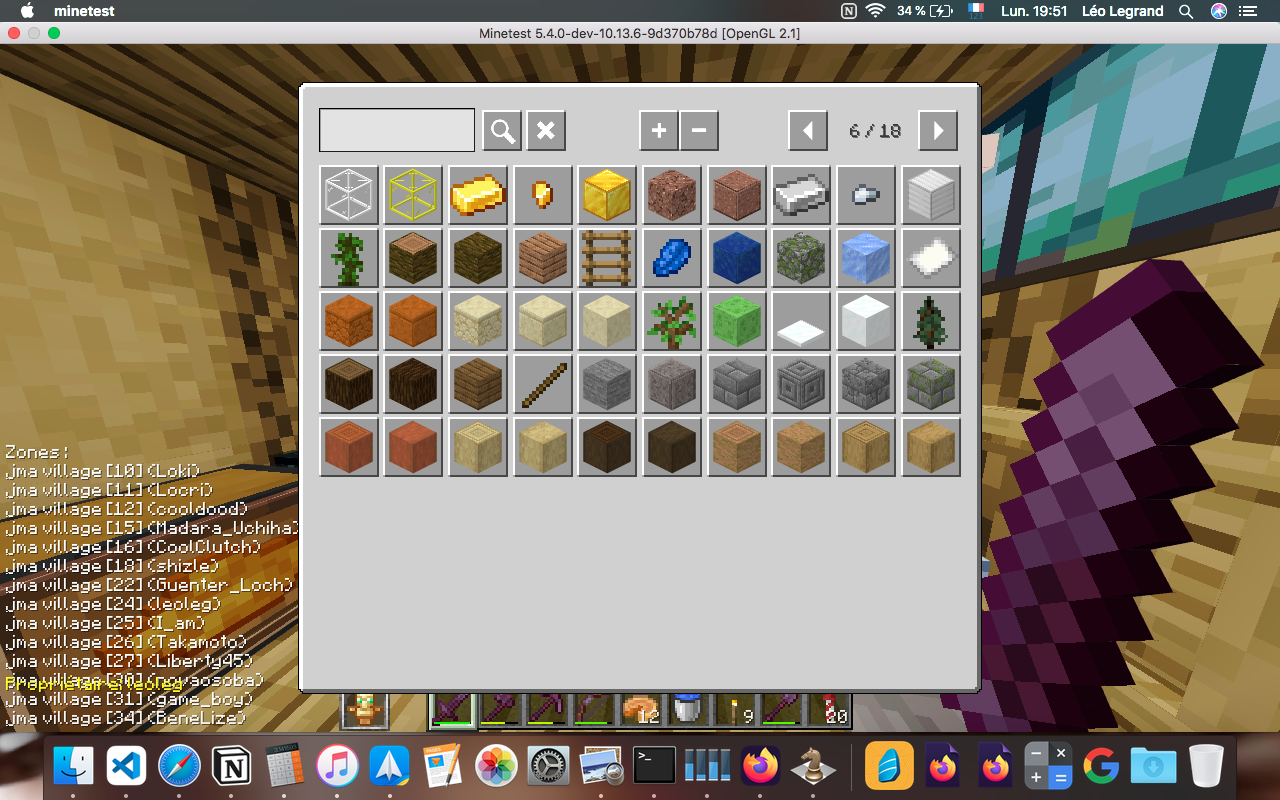 minetest
34 %
123
Lun. 19:51
Léo Legrand
Minetest 5.4.0-dev-10.13.6-9d370b78d [OpenGL 2.1]
6 / 18
Zones :
,jma village [10] (Loki)
,jma village [11] (Locri)
,jma village [12] (cooldood)
,jma village [15] (Madara_Uchiha)
,jma village [16] (CoolClutch)
,jma village [18] (shizle)
,jma village [22] (Guenter_Loch)
,jma village [24] (leoleg)
,jma village [25] (I_am)
,jma village [26] (Takamoto)
,jma village [27] (Liberty45)
,jma village
,jma village [31] (game_boy)
,jma village [34] (BeneLize)
12
9
20